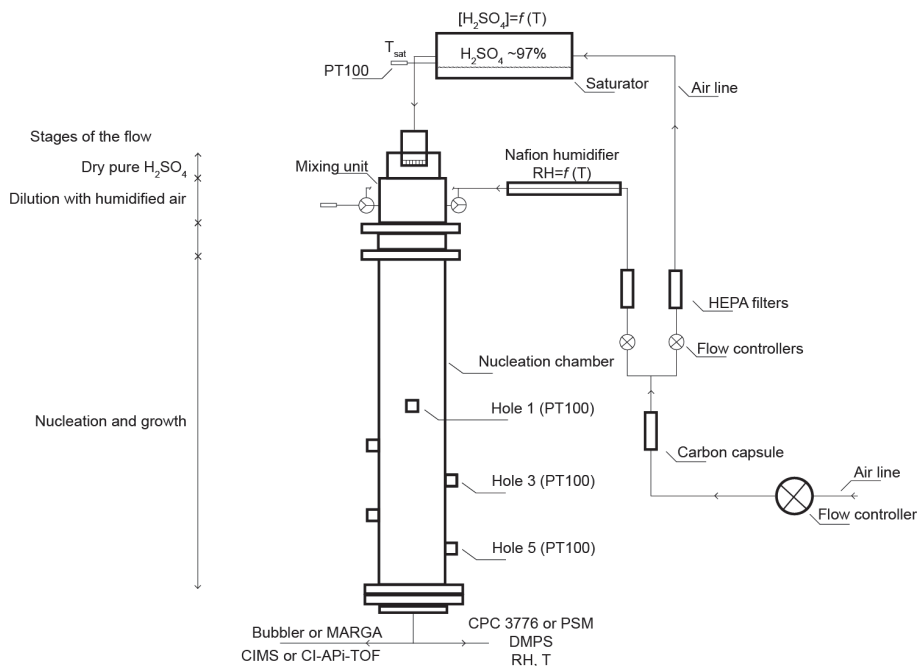 [H₂SO₄]=f (T)
H₂SO₄ ~97%
T_sat
PT100
Saturator
Air line
Stages of the flow
Dry pure H₂SO₄
Dilution with humidified air
Mixing unit
Nafion humidifier
RH=f (T)
HEPA filters
Flow controllers
Nucleation chamber
Nucleation and growth
Hole 1 (PT100)
Carbon capsule
Hole 3 (PT100)
Air line
Flow controller
Hole 5 (PT100)
Bubbler or MARGA
CIMS or CI-APi-TOF
CPC 3776 or PSM
DMPS
RH, T